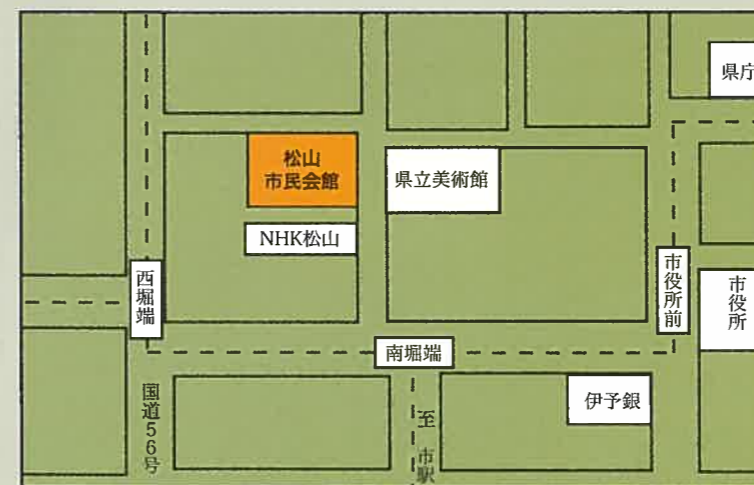 県庁
松山
市民会館
県立美術館
NHK松山
西堀端
市役所前
市役所
南堀端
伊予銀
国道56号
至 市駅